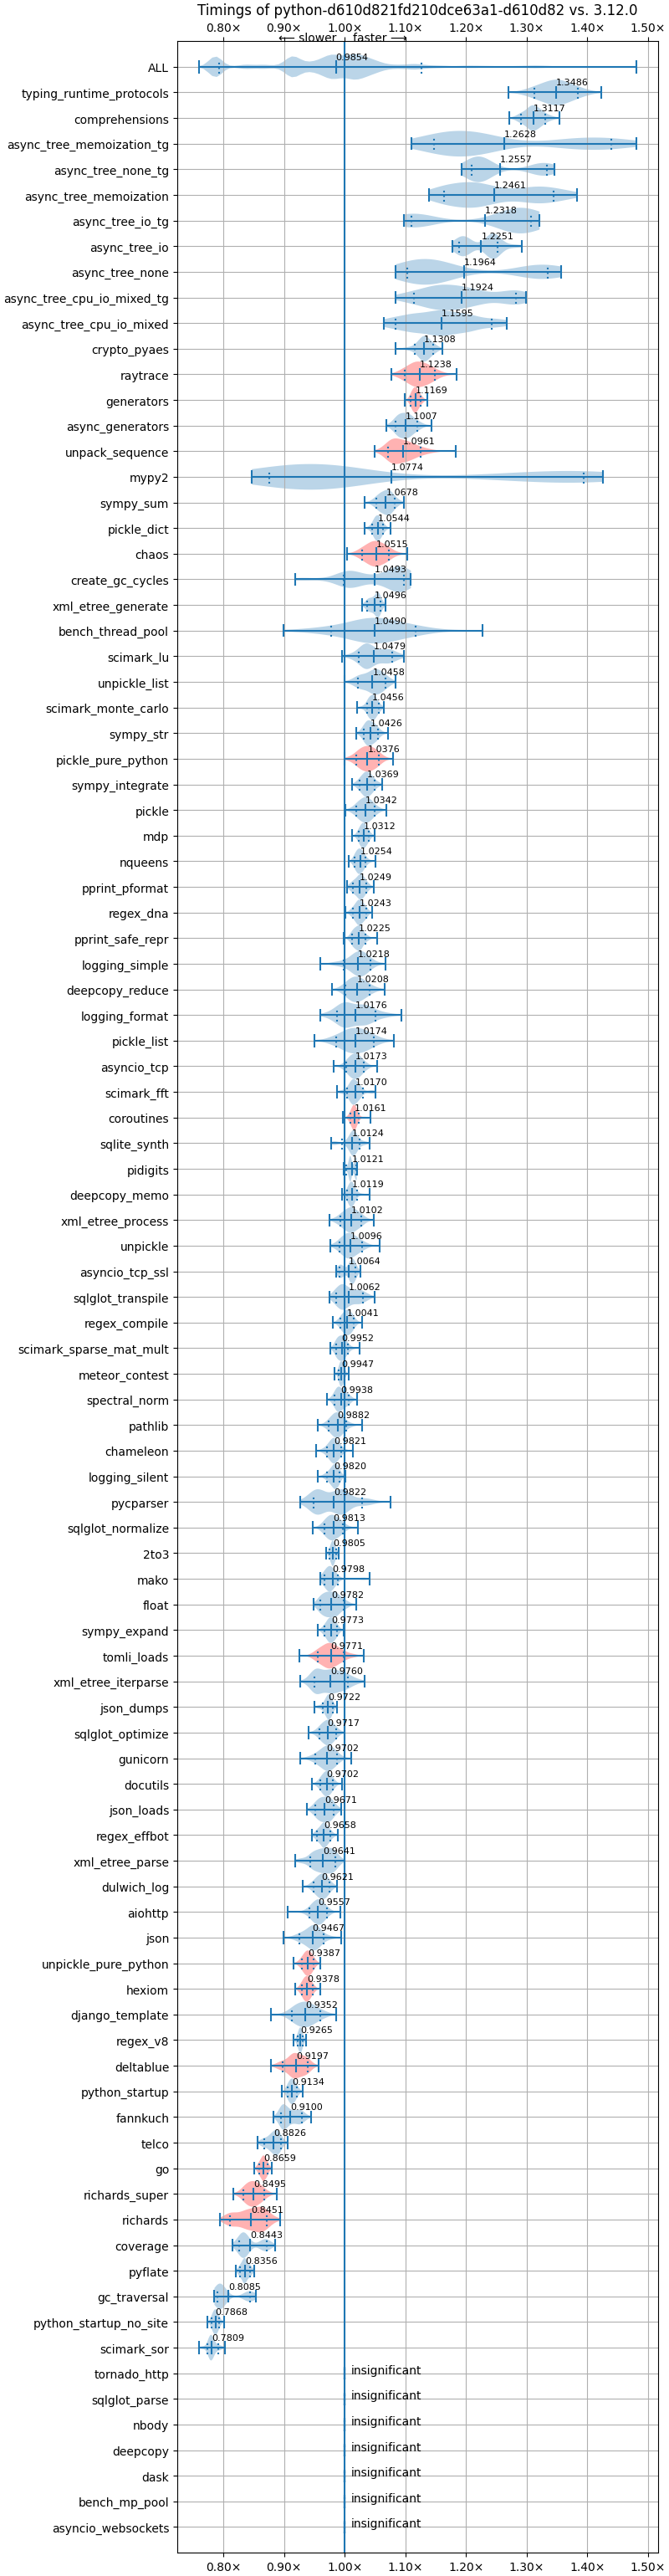 Timings of python-d610d821fd210dce63a1-d610d82 vs. 3.12.0
0.80× 0.90× 1.00× 1.10× 1.20× 1.30× 1.40× 1.50×
← slower faster →
ALL 0.9854
typing_runtime_protocols 1.3486
comprehensions 1.3117
async_tree_memoization_tg 1.2628
async_tree_none_tg 1.2557
async_tree_memoization 1.2461
async_tree_io_tg 1.2318
async_tree_io 1.2251
async_tree_none 1.1964
async_tree_cpu_io_mixed_tg 1.1924
async_tree_cpu_io_mixed 1.1595
crypto_pyaes 1.1308
raytrace 1.1238
generators 1.1169
async_generators 1.1007
unpack_sequence 1.0961
mypy2 1.0774
sympy_sum 1.0678
pickle_dict 1.0544
chaos 1.0515
create_gc_cycles 1.0493
xml_etree_generate 1.0496
bench_thread_pool 1.0490
scimark_lu 1.0479
unpickle_list 1.0458
scimark_monte_carlo 1.0456
sympy_str 1.0426
pickle_pure_python 1.0376
sympy_integrate 1.0369
pickle 1.0342
mdp 1.0312
nqueens 1.0254
pprint_pformat 1.0249
regex_dna 1.0243
pprint_safe_repr 1.0225
logging_simple 1.0218
deepcopy_reduce 1.0208
logging_format 1.0176
pickle_list 1.0174
asyncio_tcp 1.0173
scimark_fft 1.0170
coroutines 1.0161
sqlite_synth 1.0124
pidigits 1.0121
deepcopy_memo 1.0119
xml_etree_process 1.0102
unpickle 1.0096
asyncio_tcp_ssl 1.0064
sqlglot_transpile 1.0062
regex_compile 1.0041
scimark_sparse_mat_mult 0.9952
meteor_contest 0.9947
spectral_norm 0.9938
pathlib 0.9882
chameleon 0.9821
logging_silent 0.9820
pycparser 0.9822
sqlglot_normalize 0.9813
2to3 0.9805
mako 0.9798
float 0.9782
sympy_expand 0.9773
tomli_loads 0.9771
xml_etree_iterparse 0.9760
json_dumps 0.9722
sqlglot_optimize 0.9717
gunicorn 0.9702
docutils 0.9702
json_loads 0.9671
regex_effbot 0.9658
xml_etree_parse 0.9641
dulwich_log 0.9621
aiohttp 0.9557
json 0.9467
unpickle_pure_python 0.9387
hexiom 0.9378
django_template 0.9352
regex_v8 0.9265
deltablue 0.9197
python_startup 0.9134
fannkuch 0.9100
telco 0.8826
go 0.8659
richards_super 0.8495
richards 0.8451
coverage 0.8443
pyflate 0.8356
gc_traversal 0.8085
python_startup_no_site 0.7868
scimark_sor 0.7809
tornado_http insignificant
sqlglot_parse insignificant
nbody insignificant
deepcopy insignificant
dask insignificant
bench_mp_pool insignificant
asyncio_websockets insignificant
0.80× 0.90× 1.00× 1.10× 1.20× 1.30× 1.40× 1.50×